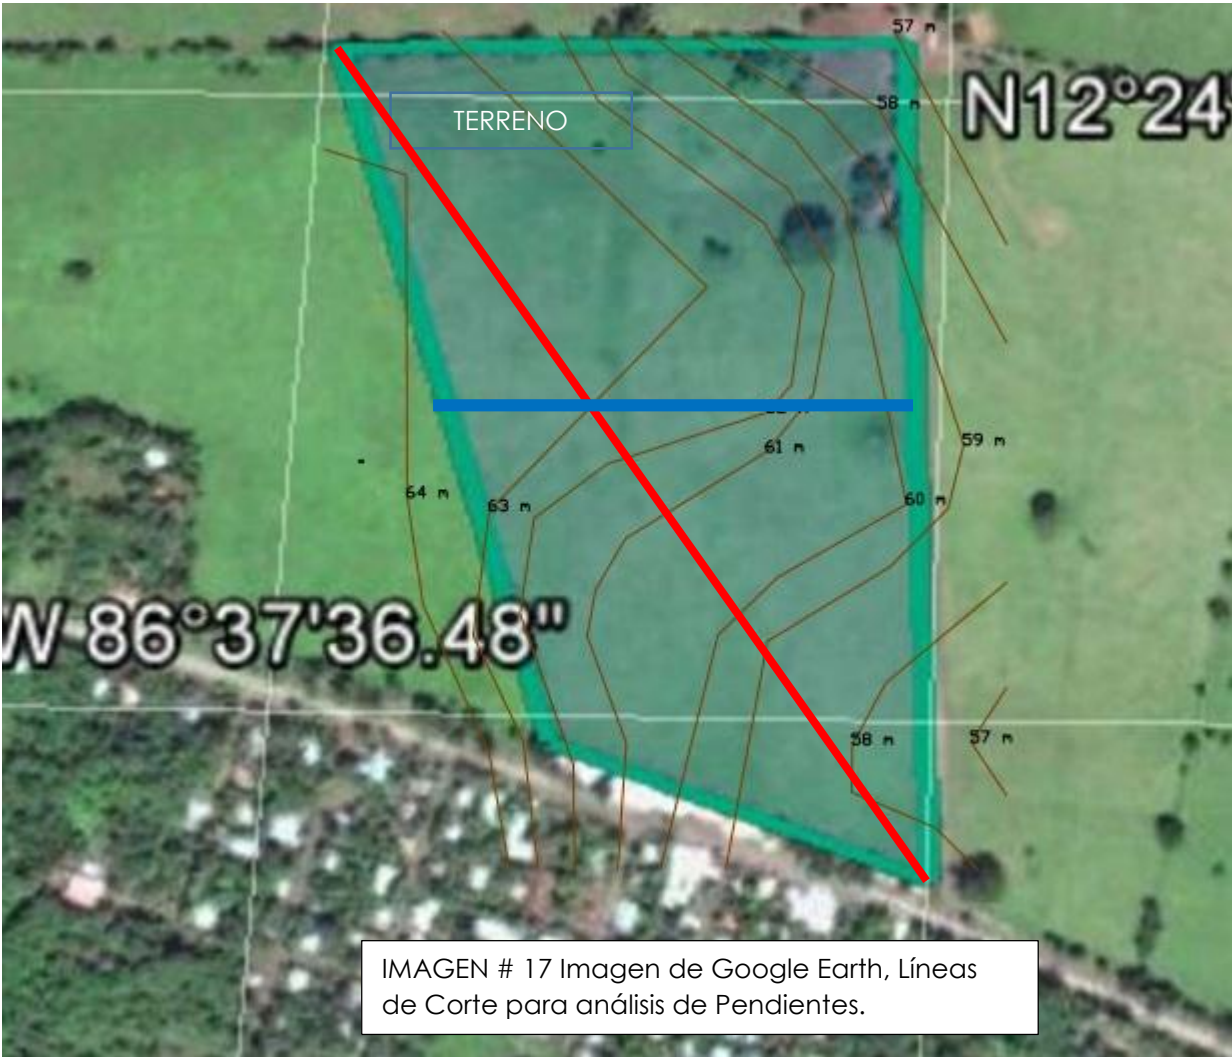 57 m
58 m
N12°24
TERRENO
59 m
61 m
64 m
63 m
60 m
W 86°37'36.48"
58 m
57 m
IMAGEN # 17 Imagen de Google Earth, Líneas
de Corte para análisis de Pendientes.